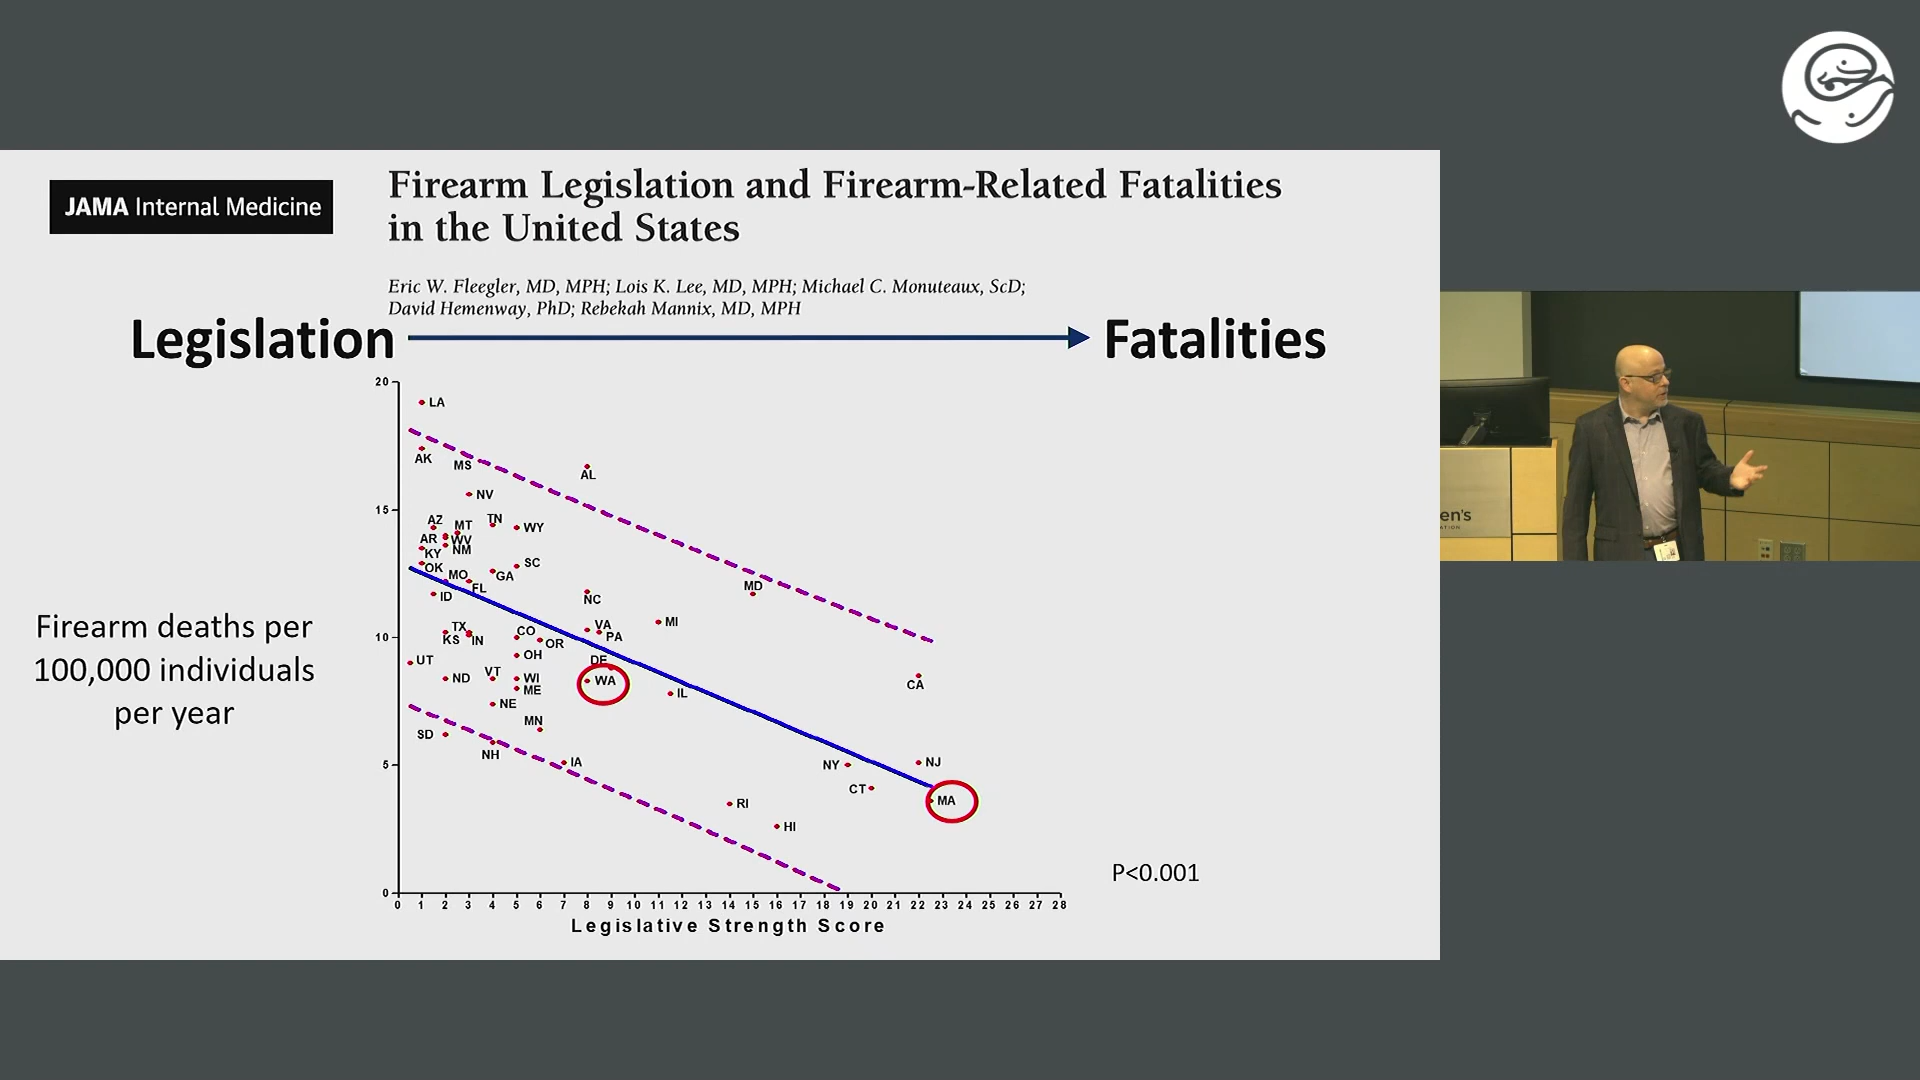 JAMA Internal Medicine
Firearm Legislation and Firearm-Related Fatalities
in the United States
Eric W. Fleegler, MD, MPH; Lois K. Lee, MD, MPH; Michael C. Monuteaux, ScD;
David Hemenway, PhD; Rebekah Mannix, MD, MPH
Legislation
Fatalities
Firearm deaths per
100,000 individuals
per year
20
15
10
5
0
LA
AK
MS
AL
NV
AZ
MT
TN
WY
AR
WV
KY
NM
OK
MO
GA
SC
FL
ID
NC
MD
TX
KS
IN
CO
OR
VA
PA
MI
UT
OH
DE
ND
VT
WI
ME
WA
IL
CA
NE
MN
SD
NH
IA
NY
NJ
CT
MA
RI
HI
P<0.001
0 1 2 3 4 5 6 7 8 9 10 11 12 13 14 15 16 17 18 19 20 21 22 23 24 25 26 27 28
Legislative Strength Score
en's